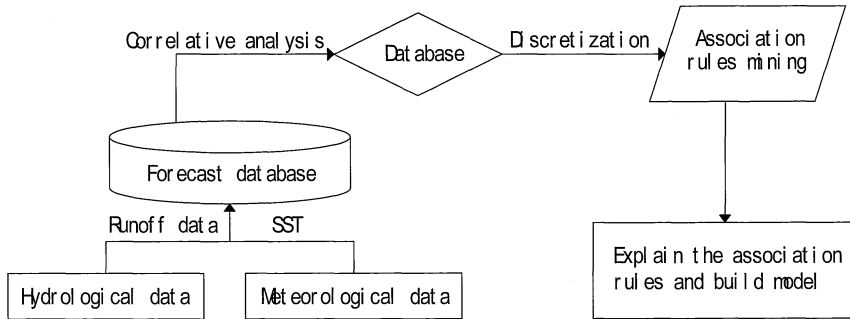 Correlative analysis
Database
Discretization
Association
rules mining
Forecast database
Runoff data
SST
Hydrological data
Meteorological data
Explain the association
rules and build model